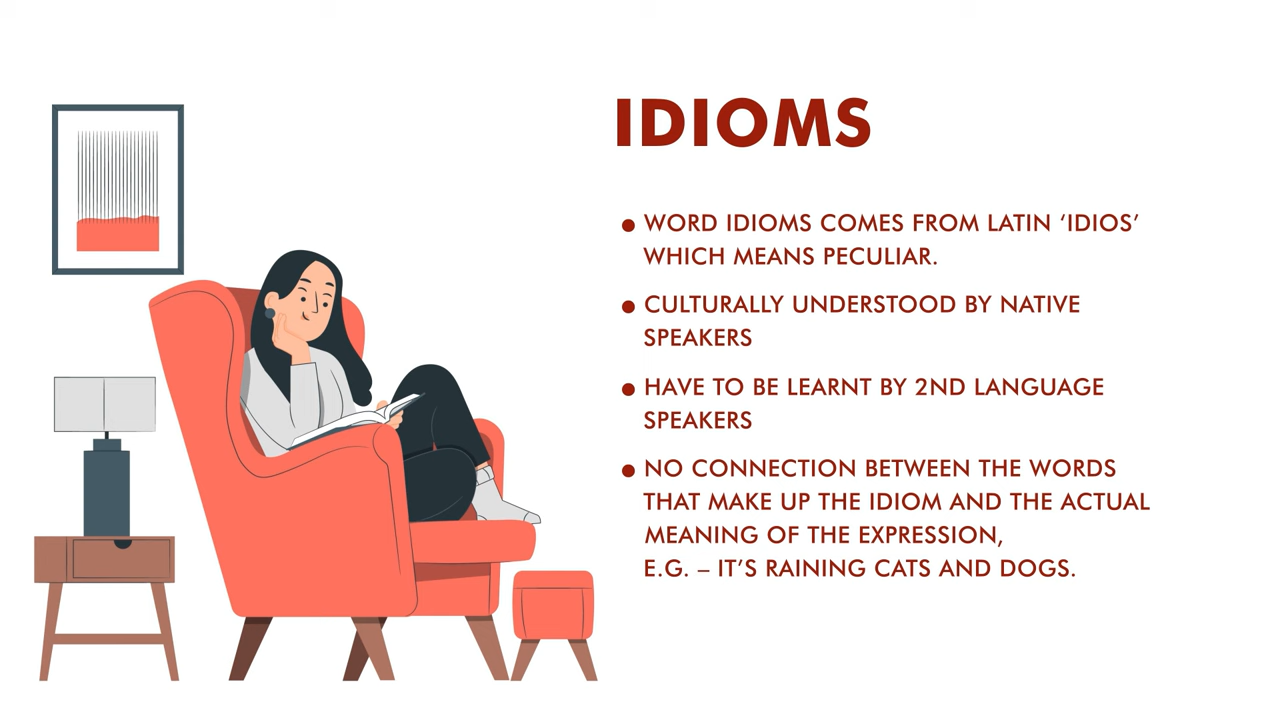 IDIOMS
• WORD IDIOMS COMES FROM LATIN ‘IDIOS’
WHICH MEANS PECULIAR.
• CULTURALLY UNDERSTOOD BY NATIVE
SPEAKERS
• HAVE TO BE LEARNT BY 2ND LANGUAGE
SPEAKERS
• NO CONNECTION BETWEEN THE WORDS
THAT MAKE UP THE IDIOM AND THE ACTUAL
MEANING OF THE EXPRESSION,
E.G. – IT’S RAINING CATS AND DOGS.